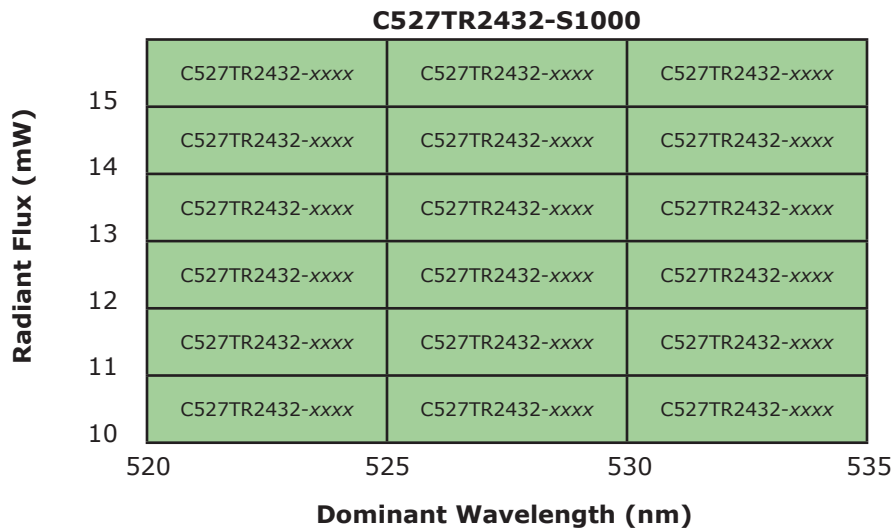 C527TR2432-S1000
C527TR2432-xxxx C527TR2432-xxxx C527TR2432-xxxx
15
C527TR2432-xxxx C527TR2432-xxxx C527TR2432-xxxx
14
C527TR2432-xxxx C527TR2432-xxxx C527TR2432-xxxx
13
C527TR2432-xxxx C527TR2432-xxxx C527TR2432-xxxx
12
C527TR2432-xxxx C527TR2432-xxxx C527TR2432-xxxx
11
C527TR2432-xxxx C527TR2432-xxxx C527TR2432-xxxx
10
520 525 530 535
Radiant Flux (mW)
Dominant Wavelength (nm)